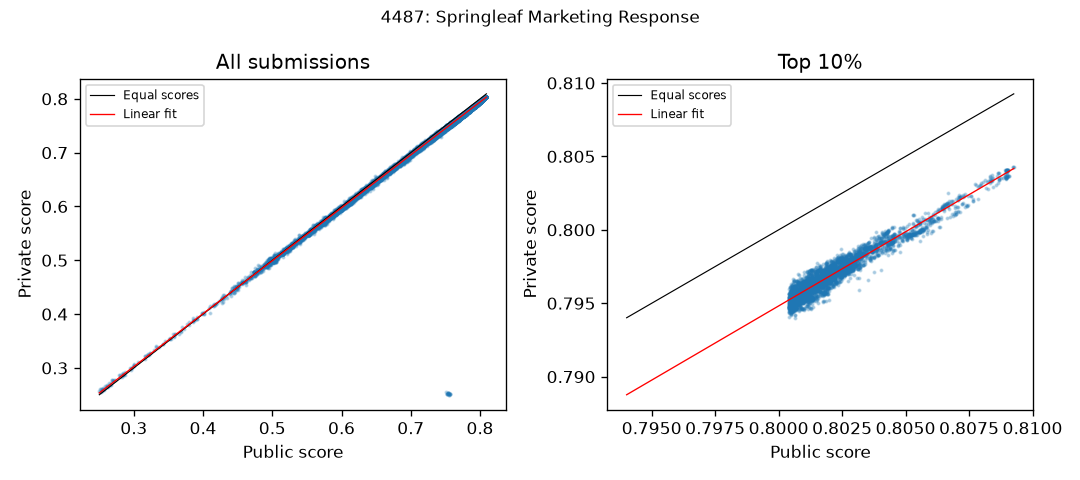 4487: Springleaf Marketing Response
All submissions
Equal scores
Linear fit
Private score
0.8
0.7
0.6
0.5
0.4
0.3
0.3 0.4 0.5 0.6 0.7 0.8
Public score
Top 10%
Equal scores
Linear fit
Private score
0.810
0.805
0.800
0.795
0.790
0.7950 0.7975 0.8000 0.8025 0.8050 0.8075 0.8100
Public score